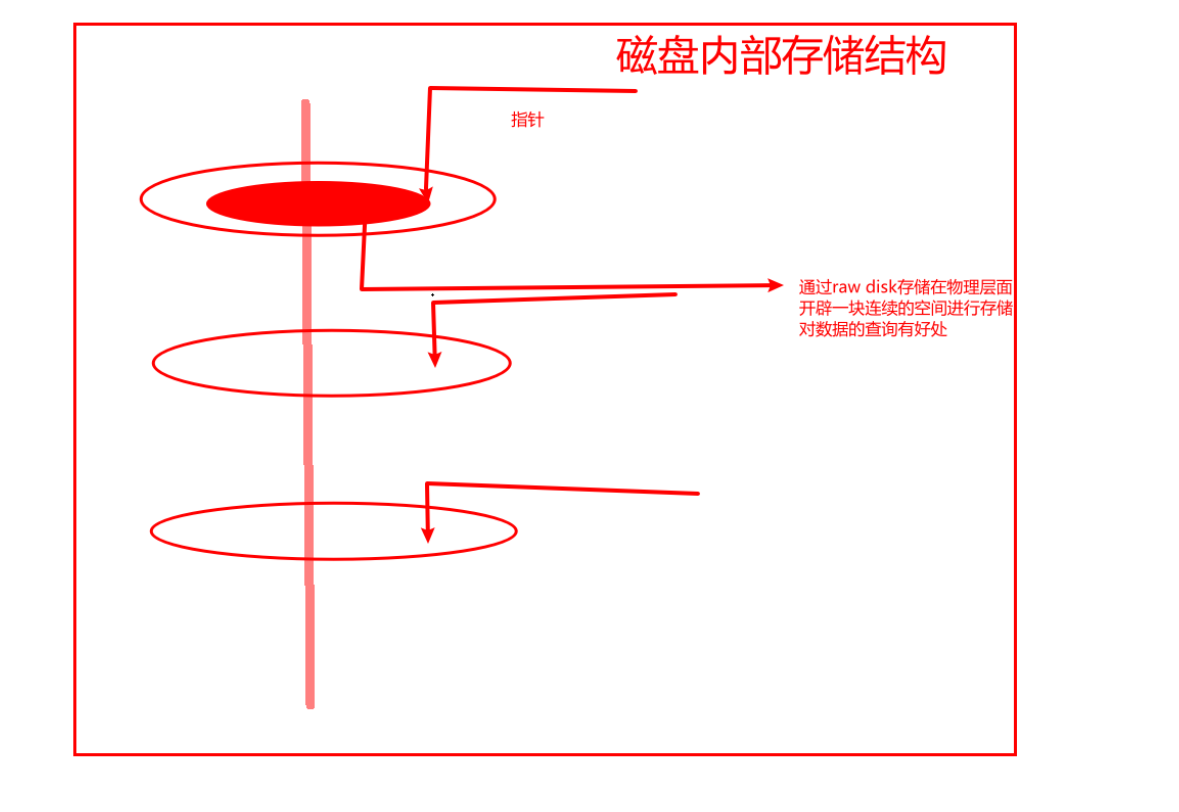 磁盘内部存储结构
指针
通过raw disk存储在物理层面
开辟一块连续的空间进行存储
对数据的查询有好处